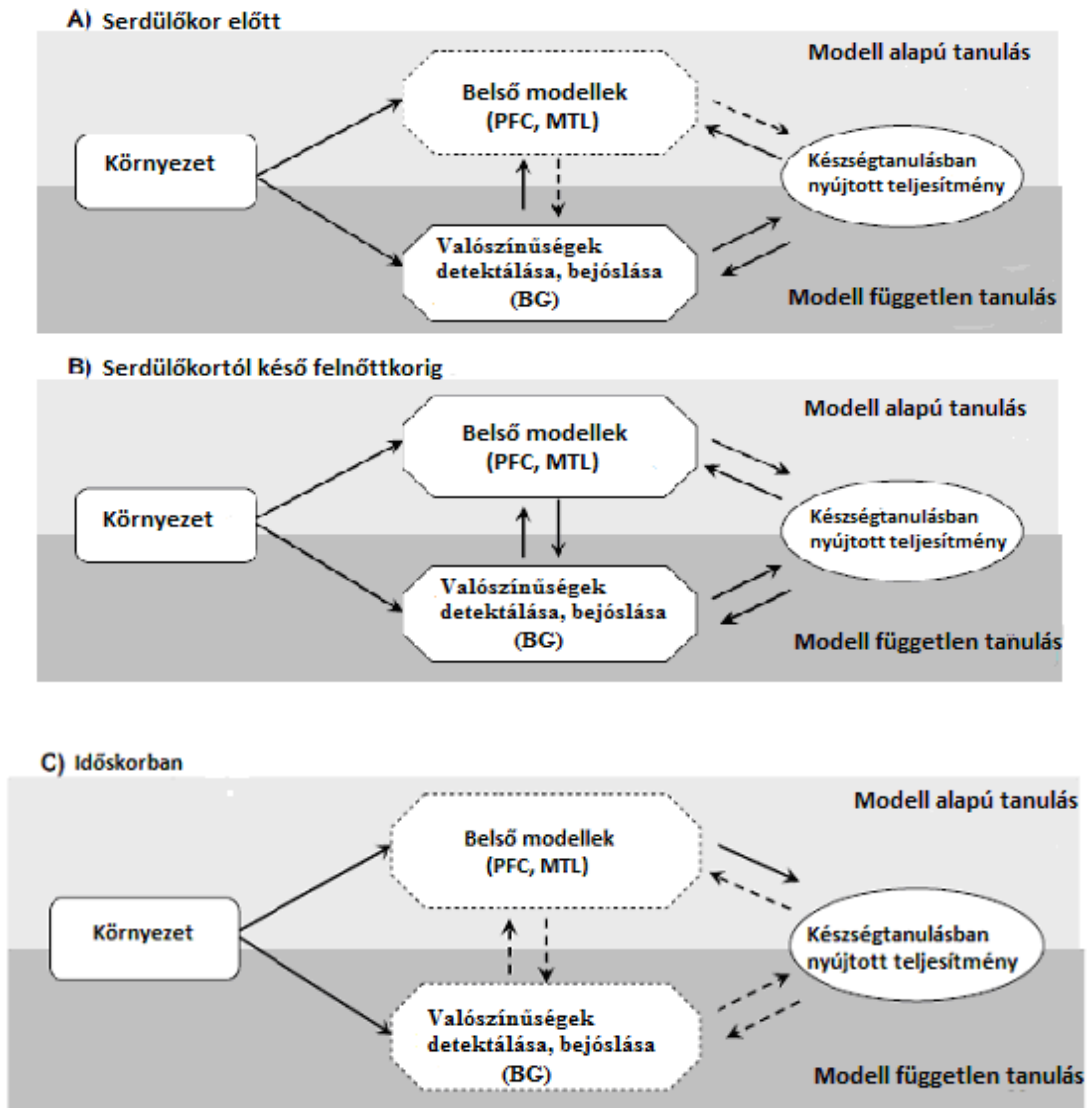 A) Serdülőkor előtt
Modell alapú tanulás
Belső modellek
(PFC, MTL)
Környezet
Készségtanulásban
nyújtott teljesítmény
Valószínűségek
detektálása, bejóslása
(BG)
Modell független tanulás
B) Serdülőkortól késő felnőttkorig
Modell alapú tanulás
Belső modellek
(PFC, MTL)
Környezet
Készségtanulásban
nyújtott teljesítmény
Valószínűségek
detektálása, bejóslása
(BG)
Modell független tanulás
C) Időskorban
Modell alapú tanulás
Belső modellek
(PFC, MTL)
Környezet
Készségtanulásban
nyújtott teljesítmény
Valószínűségek
detektálása, bejóslása
(BG)
Modell független tanulás